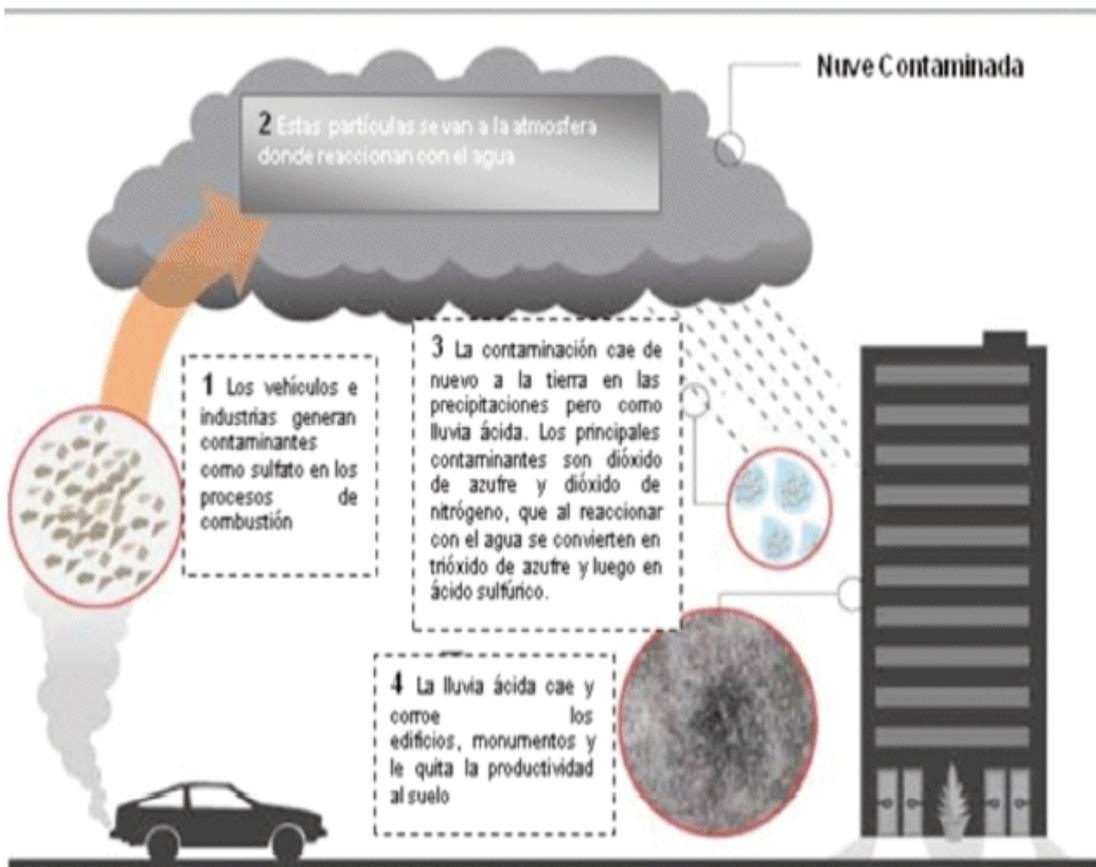 Nuve Contaminada
2 Estas partículas se van a la atmosfera
donde reaccionan con el agua
1 Los vehículos e
industrias generan
contaminantes
como sulfato en los
procesos de
combustión
3 La contaminación cae de
nuevo a la tierra en las
precipitaciones pero como
lluvia ácida. Los principales
contaminantes son dióxido
de azufre y dióxido de
nitrógeno, que al reaccionar
con el agua se convierten en
trióxido de azufre y luego en
ácido sulfúrico.
4 La lluvia ácida cae y
corroe los
edificios, monumentos y
le quita la productividad
al suelo